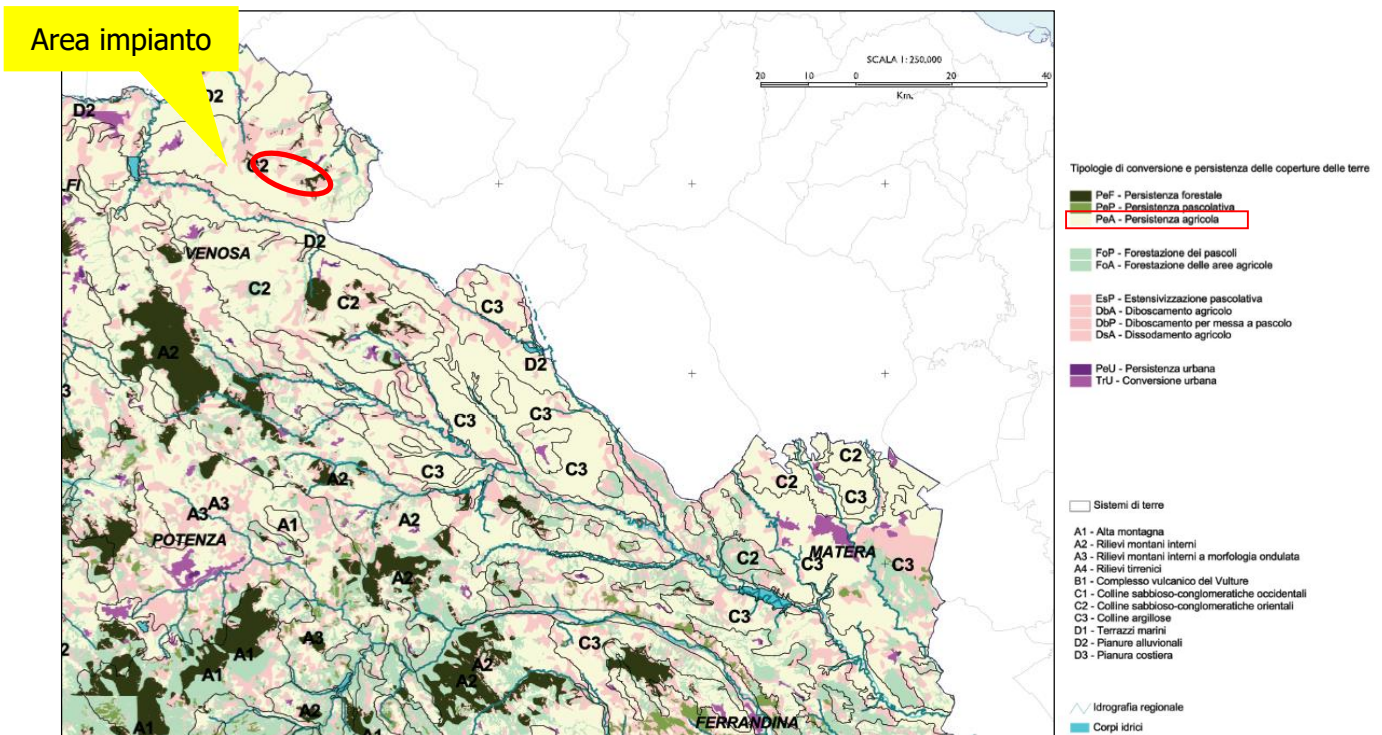 Area impianto
SCALA 1: 250.000
20 10 0 20 40
Km.
D2
D2
C2
LFI
D2
VENOSA
C2
C2
C3
A2
D2
3
C3
C3
C3
C3
A2
C2
C2
C3
A3
A3
A1
A2
POTENZA
C2
MATERA
C3
C3
A2
C3
A3
C3
A1
A1
A2
A2
2
A2
FERRANDINA
A1
A1
Tipologie di conversione e persistenza delle coperture delle terre
PeF - Persistenza forestale
PeP - Persistenza pascolativa
PeA - Persistenza agricola
FoP - Forestazione dei pascoli
FoA - Forestazione delle aree agricole
EsP - Estensivizzazione pascolativa
DbA - Diboscamento agricolo
DbP - Diboscamento per messa a pascolo
DsA - Dissodamento agricolo
PeU - Persistenza urbana
TrU - Conversione urbana
Sistemi di terre
A1 - Alta montagna
A2 - Rilievi montani interni
A3 - Rilievi montani interni a morfologia ondulata
A4 - Rilievi tirrenici
B1 - Complesso vulcanico del Vulture
C1 - Colline sabbioso-conglomeratiche occidentali
C2 - Colline sabbioso-conglomeratiche orientali
C3 - Colline argillose
D1 - Terrazzi marini
D2 - Pianure alluvionali
D3 - Pianura costiera
Idrografia regionale
Corpi idrici